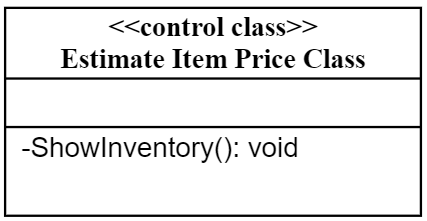 <<control class>>
Estimate Item Price Class
-ShowInventory(): void